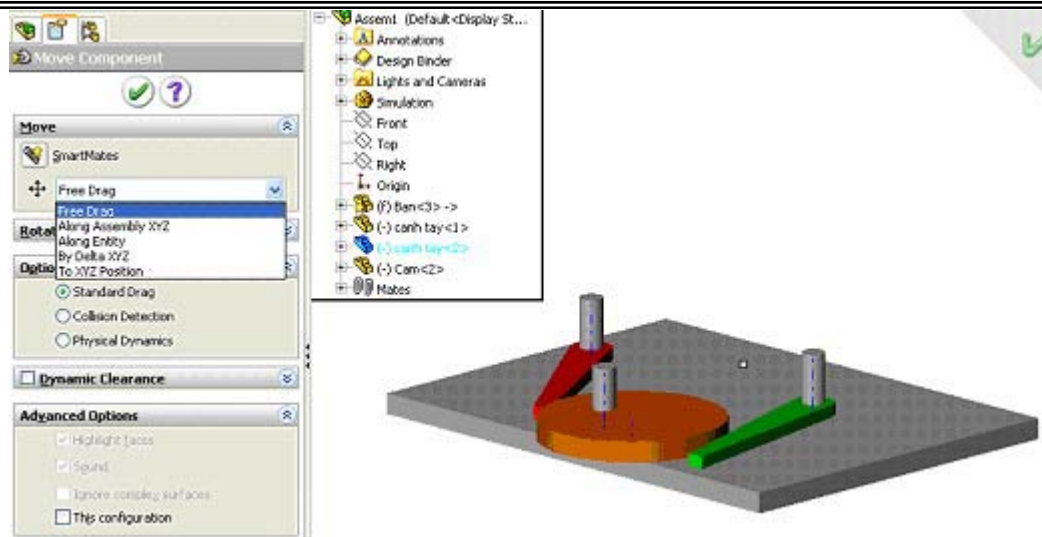 Move Component
Move
SmartMates
Free Drag
Free Drag
Along Assembly XYZ
Along Entity
By Delta XYZ
To XYZ Position
Rotat
Optio
Standard Drag
Collision Detection
Physical Dynamics
Dynamic Clearance
Advanced Options
Highlight faces
Sound
Ignore complex surfaces
This configuration
Assem1 (Default<Display St...
Annotations
Design Binder
Lights and Cameras
Simulation
Front
Top
Right
Origin
(f) Ban<3> ->
(-) canh tay<1>
(-) canh tay<2>
(-) Cam<2>
Mates